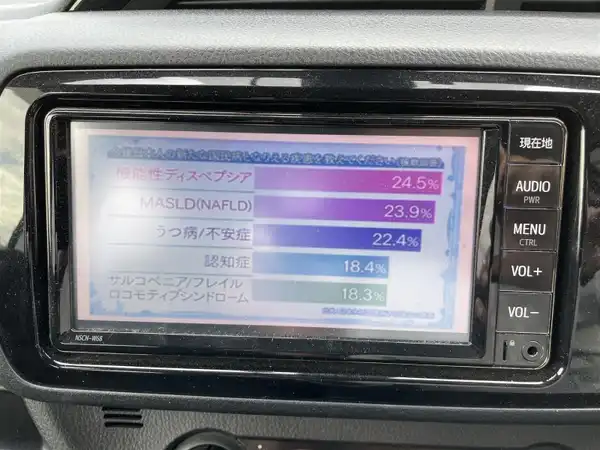 機能性ディスペプシア 24.5%
MASLD(NAFLD) 23.9%
うつ病/不安症 22.4%
認知症 18.4%
サルコペニア/フレイル
ロコモティブシンドローム 18.3%
NSCN-W68
現在地
AUDIO
PWR
MENU
CTRL
VOL+
VOL-